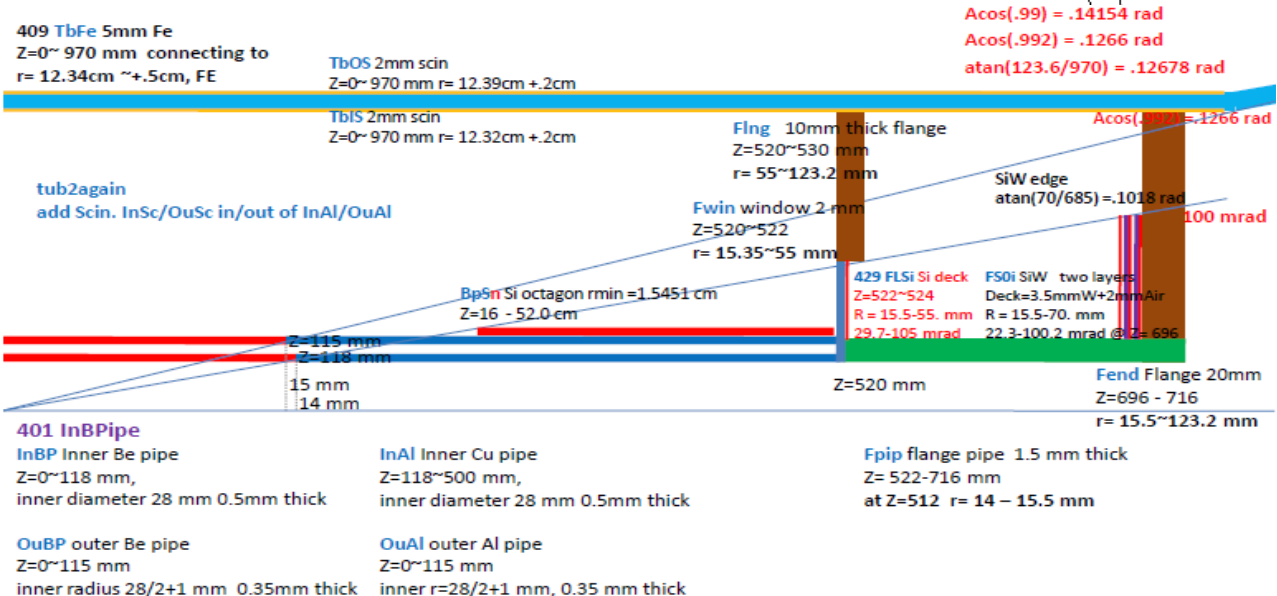 Acos(.99) = .14154 rad
Acos(.992) = .1266 rad
atan(123.6/970) = .12678 rad
409 TbFe 5mm Fe
Z=0~ 970 mm connecting to
r= 12.34cm ~+.5cm, FE
TbOS 2mm scin
Z=0~ 970 mm r= 12.39cm +.2cm
TbIS 2mm scin
Z=0~ 970 mm r= 12.32cm +.2cm
Acos(.992) =.1266 rad
Flng 10mm thick flange
Z=520~530 mm
r= 55~123.2 mm
SiW edge
atan(70/685) =.1018 rad
100 mrad
tub2again
add Scin. InSc/OuSc in/out of InAl/OuAl
Fwin window 2 mm
Z=520~522
r= 15.35~55 mm
BpSn Si octagon rmin =1.5451 cm
Z=16 - 52.0 cm
429 FLSi Si deck
Z=522~524
R = 15.5-55. mm
29.7-105 mrad
FS0i SiW two layers
Deck=3.5mmW+2mmAir
R = 15.5-70. mm
22.3-100.2 mrad @ Z= 696
Z=115 mm
Z=118 mm
15 mm
14 mm
Z=520 mm
Fend Flange 20mm
Z=696 - 716
r= 15.5~123.2 mm
401 InBPipe
InBP Inner Be pipe
Z=0~118 mm,
inner diameter 28 mm 0.5mm thick
InAl Inner Cu pipe
Z=118~500 mm,
inner diameter 28 mm 0.5mm thick
Fpip flange pipe 1.5 mm thick
Z= 522-716 mm
at Z=512 r= 14 – 15.5 mm
OuBP outer Be pipe
Z=0~115 mm
inner radius 28/2+1 mm 0.35mm thick
OuAl outer Al pipe
Z=0~115 mm
inner r=28/2+1 mm, 0.35 mm thick